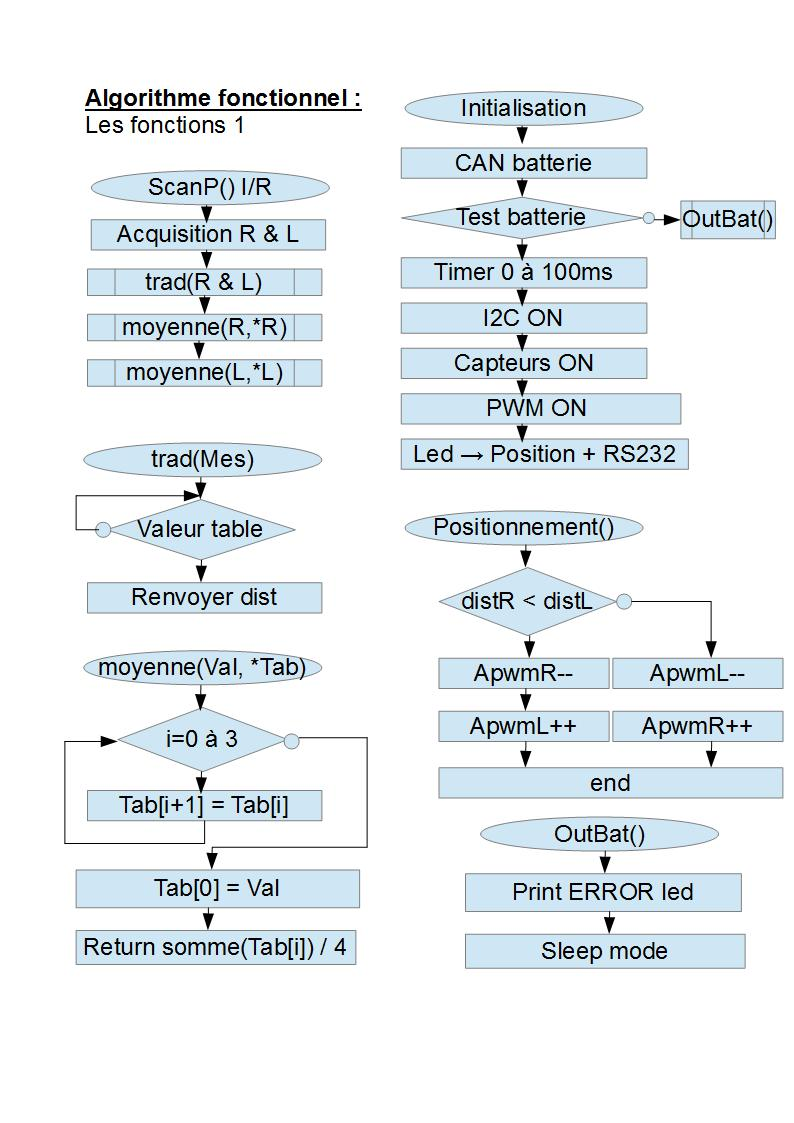 Algorithme fonctionnel :
Les fonctions 1
ScanP() I/R
Acquisition R & L
trad(R & L)
moyenne(R,*R)
moyenne(L,*L)
trad(Mes)
Valeur table
Renvoyer dist
moyenne(Val, *Tab)
i=0 à 3
Tab[i+1] = Tab[i]
Tab[0] = Val
Return somme(Tab[i]) / 4
Initialisation
CAN batterie
Test batterie
OutBat()
Timer 0 à 100ms
I2C ON
Capteurs ON
PWM ON
Led → Position + RS232
Positionnement()
distR < distL
ApwmR--
ApwmL--
ApwmL++
ApwmR++
end
OutBat()
Print ERROR led
Sleep mode